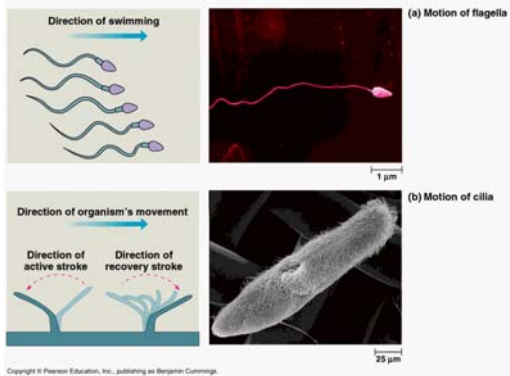 Direction of swimming
(a) Motion of flagella
1 µm
Direction of organism's movement
Direction of
active stroke
Direction of
recovery stroke
(b) Motion of cilia
25 µm
Copyright © Pearson Education, Inc., publishing as Benjamin Cummings.